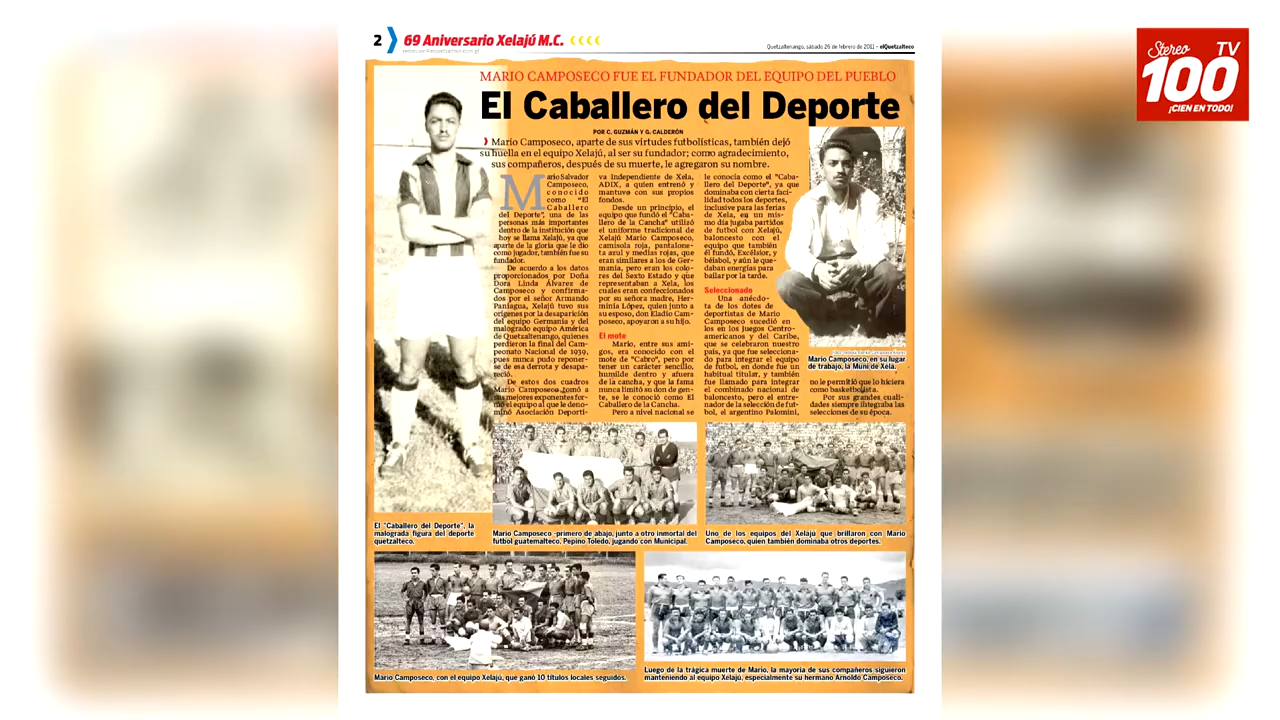 2 69 Aniversario Xelajú M.C.
Quetzaltenango, sábado 26 de febrero de 2011 - elQuetzalteco
Stereo
TV
100
¡CIEN EN TODO!
MARIO CAMPOSECO FUE EL FUNDADOR DEL EQUIPO DEL PUEBLO
El Caballero del Deporte
POR C. GUZMÁN Y G. CALDERÓN
Mario Camposeco, aparte de sus virtudes futbolísticas, también dejó
su huella en el equipo Xelajú, al ser su fundador; como agradecimiento,
sus compañeros, después de su muerte, le agregaron su nombre.
Mario Salvador
Camposeco,
conocido
como "El
Caballero
del Deporte", una de las
personas más importantes
dentro de la institución que
hoy se llama Xelajú, ya que
aparte de la gloria que le dio
como jugador, también fue su
fundador.
De acuerdo a los datos
proporcionados por Doña
Dora Linda Álvarez de
Camposeco y confirma-
dos por el señor Armando
Paniagua, Xelajú tuvo sus
orígenes por la desaparición
del equipo Germania y del
malogrado equipo América
de Quetzaltenango, quienes
perdieron la final del Cam-
peonato Nacional de 1939,
pues nunca pudo reponer-
se de esa derrota y desapa-
reció.
De estos dos cuadros
Mario Camposeco tomó a
sus mejores exponentes for-
mó el equipo al que le deno-
minó Asociación Deporti-
va Independiente de Xela,
ADIX, a quien entrenó y
mantuvo con sus propios
fondos.
Desde un principio, el
equipo que fundó el "Caba-
llero de la Cancha" utilizó
el uniforme tradicional de
Xelajú Mario Camposeco,
camisola roja, pantalone-
ta azul y medias rojas, que
eran similares a los de Ger-
mania, pero eran los colo-
res del Sexto Estado y que
representaban a Xela, los
cuales eran confeccionados
por su señora madre, Her-
minia López, quien junto a
su esposo, don Eladio Cam-
poseco, apoyaron a su hijo.
El mote
Mario, entre sus ami-
gos, era conocido con el
mote de "Cabro", pero por
tener un carácter sencillo,
humilde dentro y afuera
de la cancha, y que la fama
nunca limitó su don de gen-
te, se le conoció como El
Caballero de la Cancha.
Pero a nivel nacional se
le conocía como el "Caba-
llero del Deporte", ya que
dominaba con cierta faci-
lidad todos los deportes,
inclusive para las ferias
de Xela, en un mis-
mo día jugaba partidos
de futbol con Xelajú,
baloncesto con el
equipo que también
él fundó, Excélsior, y
béisbol, y aún le que-
daban energías para
bailar por la tarde.
Seleccionado
Una anécdo-
ta de los dotes de
deportistas de Mario
Camposeco sucedió en
los en los Juegos Centro-
americanos y del Caribe,
que se celebraron nuestro
país, ya que fue selecciona-
do para integrar el equipo
de futbol, en donde fue un
habitual titular, y también
fue llamado para integrar
el combinado nacional de
baloncesto, pero el entre-
nador de la selección de fut-
bol, el argentino Palomini,
Mario Camposeco, en su lugar
de trabajo, la Muni de Xela.
no le permitió que lo hiciera
como basketbolista.
Por sus grandes cuali-
dades siempre integraba las
selecciones de su época.
El "Caballero del Deporte", la
malograda figura del deporte
quetzalteco.
Mario Camposeco -primero de abajo, junto a otro inmortal del
futbol guatemalteco, Pepino Toledo, jugando con Municipal.
Uno de los equipos del Xelajú que brillaron con Mario
Camposeco, quien también dominaba otros deportes.
Mario Camposeco, con el equipo Xelajú, que ganó 10 títulos locales seguidos.
Luego de la trágica muerte de Mario, la mayoría de sus compañeros siguieron
manteniendo al equipo Xelajú, especialmente su hermano Arnoldo Camposeco.